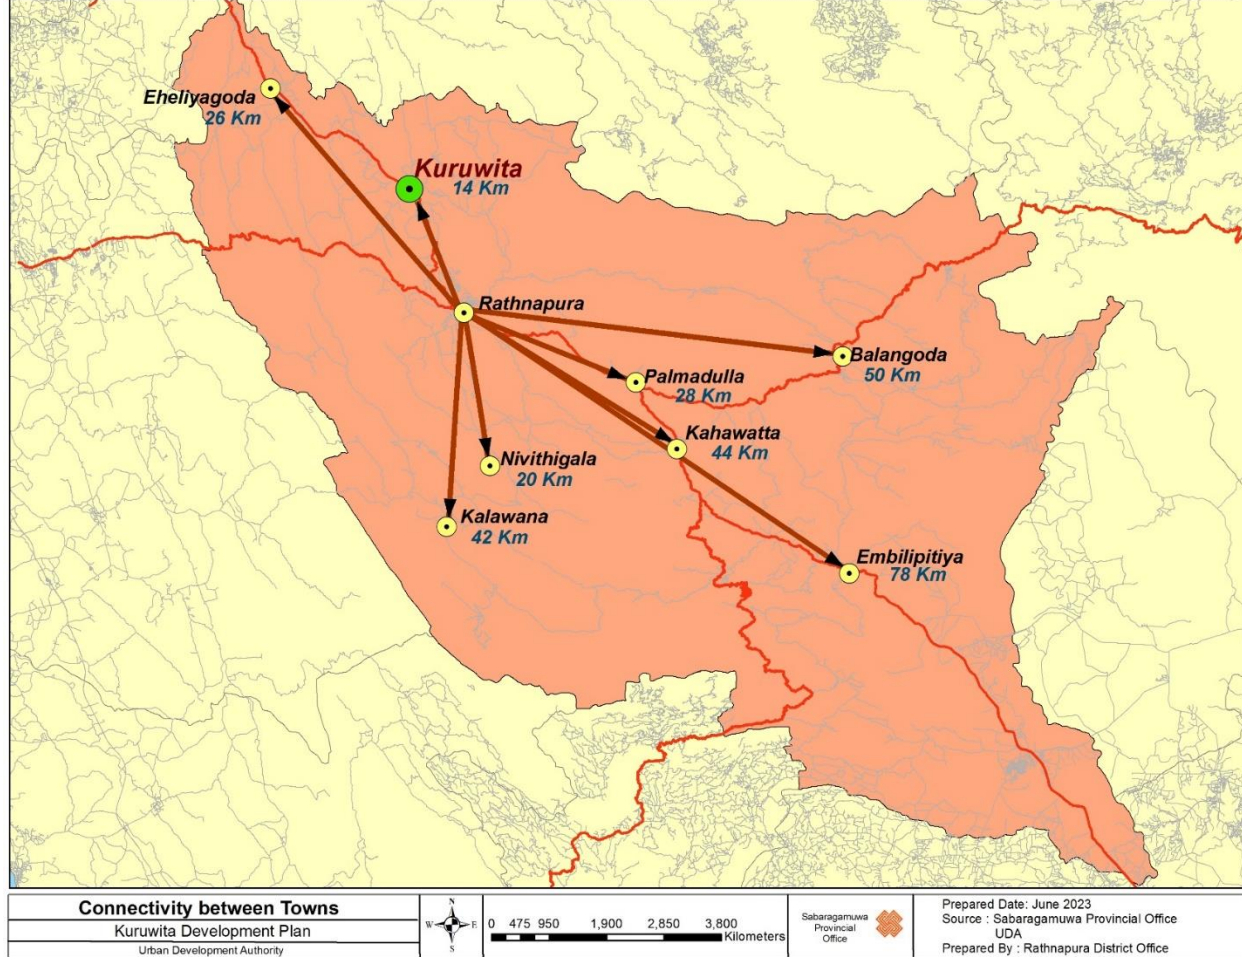 Eheliyagoda
26 Km
Kuruwita
14 Km
Rathnapura
Balangoda
50 Km
Palmadulla
28 Km
Kahawatta
44 Km
Nivithigala
20 Km
Kalawana
42 Km
Embilipitiya
78 Km
Connectivity between Towns
Kuruwita Development Plan
Urban Development Authority
N
W E
S
0 475 950 1,900 2,850 3,800
Kilometers
Sabaragamuwa
Provincial
Office
Prepared Date: June 2023
Source : Sabaragamuwa Provincial Office
UDA
Prepared By : Rathnapura District Office